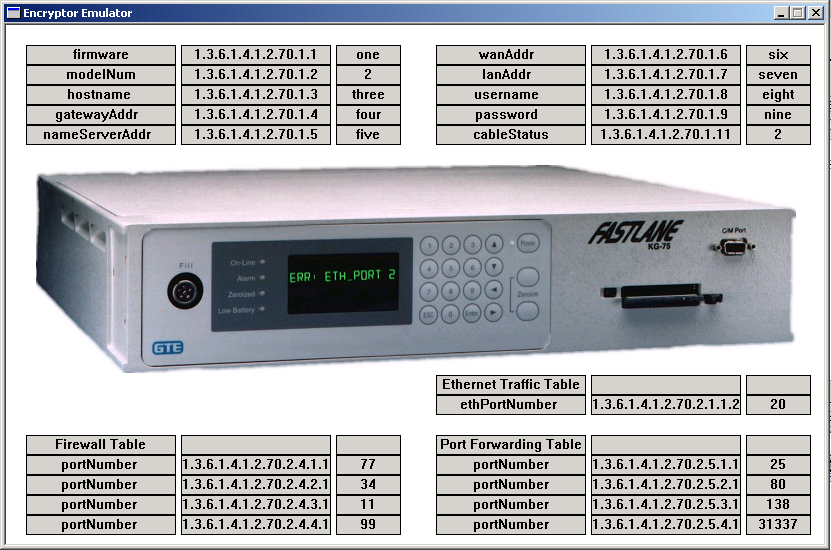 Encryptor Emulator
firmware 1.3.6.1.4.1.2.70.1.1 one
modelNum 1.3.6.1.4.1.2.70.1.2 2
hostname 1.3.6.1.4.1.2.70.1.3 three
gatewayAddr 1.3.6.1.4.1.2.70.1.4 four
nameServerAddr 1.3.6.1.4.1.2.70.1.5 five
wanAddr 1.3.6.1.4.1.2.70.1.6 six
lanAddr 1.3.6.1.4.1.2.70.1.7 seven
username 1.3.6.1.4.1.2.70.1.8 eight
password 1.3.6.1.4.1.2.70.1.9 nine
cableStatus 1.3.6.1.4.1.2.70.1.11 2
Fill
On-Line
Alarm
Zeroized
Low Battery
ERR: ETH_PORT 2
1 2 3
4 5 6
7 8 9
ESC 0 Enter
Power
Zeroize
FASTLANE
KG-75
C/M Port
GTE
Ethernet Traffic Table
ethPortNumber 1.3.6.1.4.1.2.70.2.1.1.2 20
Firewall Table
portNumber 1.3.6.1.4.1.2.70.2.4.1.1 77
portNumber 1.3.6.1.4.1.2.70.2.4.2.1 34
portNumber 1.3.6.1.4.1.2.70.2.4.3.1 11
portNumber 1.3.6.1.4.1.2.70.2.4.4.1 99
Port Forwarding Table
portNumber 1.3.6.1.4.1.2.70.2.5.1.1 25
portNumber 1.3.6.1.4.1.2.70.2.5.2.1 80
portNumber 1.3.6.1.4.1.2.70.2.5.3.1 138
portNumber 1.3.6.1.4.1.2.70.2.5.4.1 31337